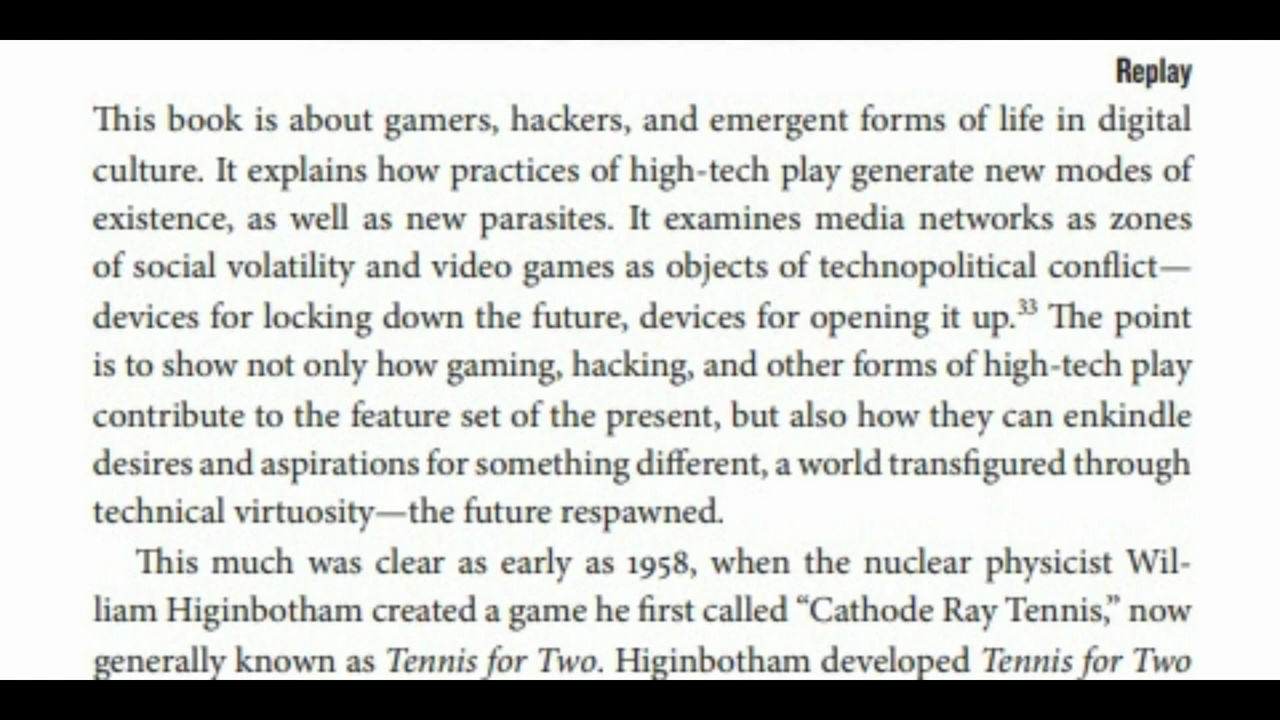 Replay
This book is about gamers, hackers, and emergent forms of life in digital
culture. It explains how practices of high-tech play generate new modes of
existence, as well as new parasites. It examines media networks as zones
of social volatility and video games as objects of technopolitical conflict—
devices for locking down the future, devices for opening it up.33 The point
is to show not only how gaming, hacking, and other forms of high-tech play
contribute to the feature set of the present, but also how they can enkindle
desires and aspirations for something different, a world transfigured through
technical virtuosity—the future respawned.
This much was clear as early as 1958, when the nuclear physicist Wil-
liam Higinbotham created a game he first called “Cathode Ray Tennis,” now
generally known as Tennis for Two. Higinbotham developed Tennis for Two